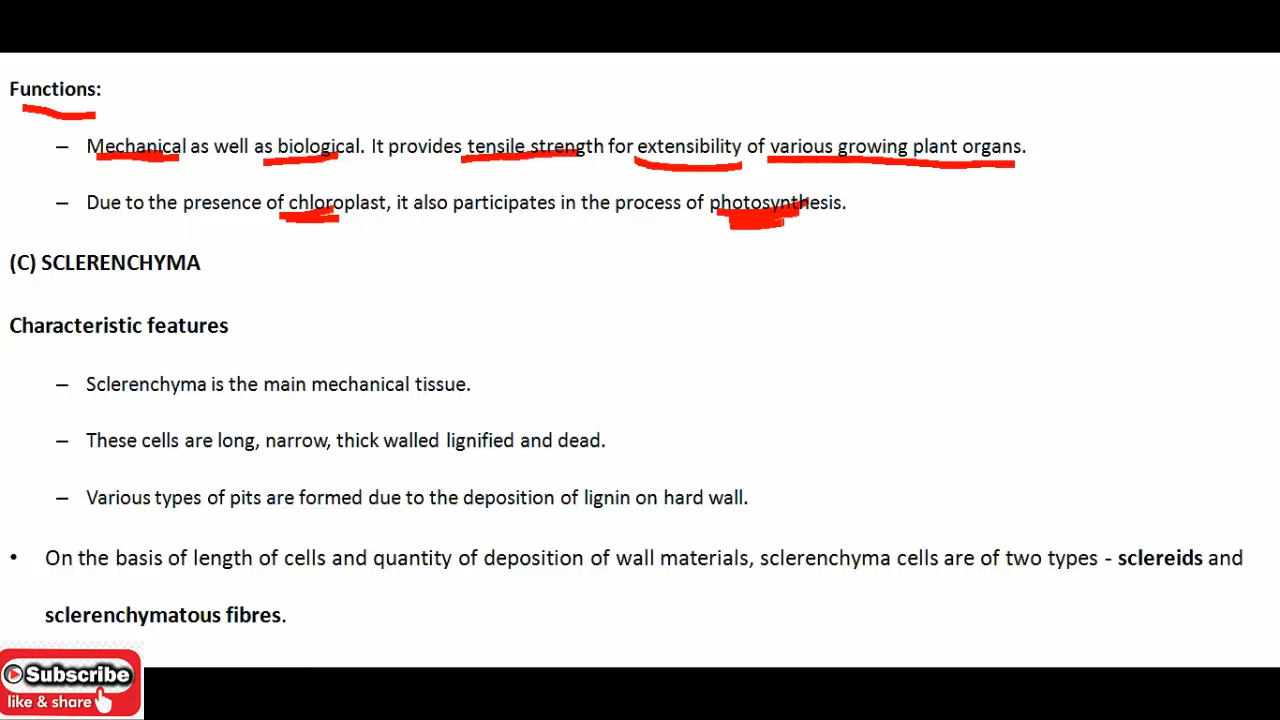 Functions:
– Mechanical as well as biological. It provides tensile strength for extensibility of various growing plant organs.
– Due to the presence of chloroplast, it also participates in the process of photosynthesis.
(C) SCLERENCHYMA
Characteristic features
– Sclerenchyma is the main mechanical tissue.
– These cells are long, narrow, thick walled lignified and dead.
– Various types of pits are formed due to the deposition of lignin on hard wall.
• On the basis of length of cells and quantity of deposition of wall materials, sclerenchyma cells are of two types - sclereids and
sclerenchymatous fibres.
Subscribe
like & share